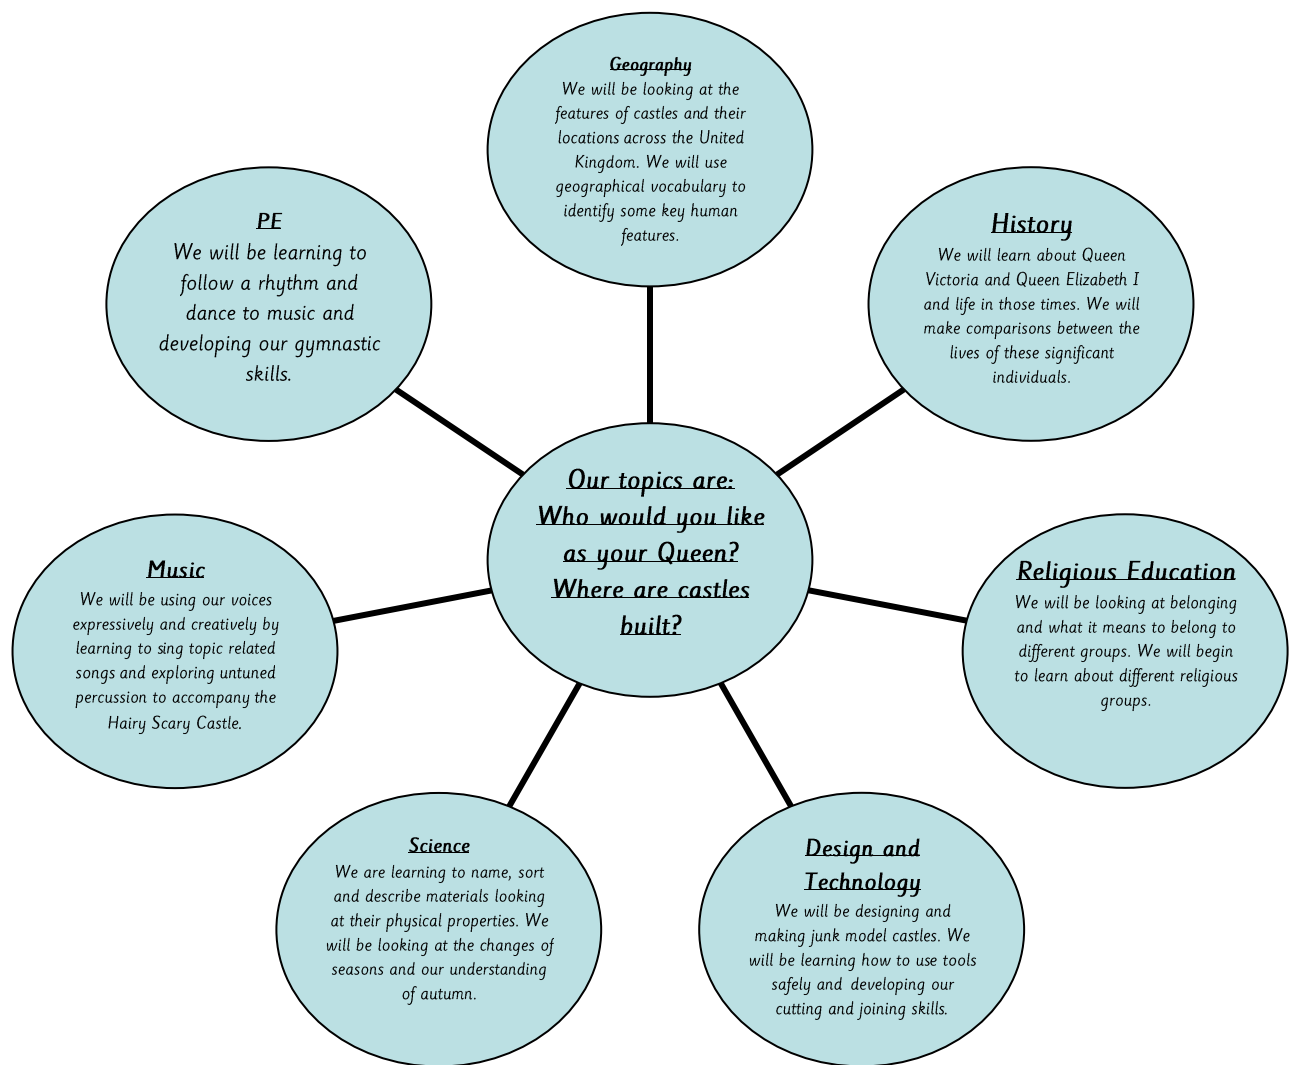 Geography
We will be looking at the
features of castles and their
locations across the United
Kingdom. We will use
geographical vocabulary to
identify some key human
features.
PE
We will be learning to
follow a rhythm and
dance to music and
developing our gymnastic
skills.
History
We will learn about Queen
Victoria and Queen Elizabeth I
and life in those times. We will
make comparisons between the
lives of these significant
individuals.
Our topics are:
Who would you like
as your Queen?
Where are castles
built?
Music
We will be using our voices
expressively and creatively by
learning to sing topic related
songs and exploring untuned
percussion to accompany the
Hairy Scary Castle.
Religious Education
We will be looking at belonging
and what it means to belong to
different groups. We will begin
to learn about different religious
groups.
Science
We are learning to name, sort
and describe materials looking
at their physical properties. We
will be looking at the changes of
seasons and our understanding
of autumn.
Design and
Technology
We will be designing and
making junk model castles. We
will be learning how to use tools
safely and developing our
cutting and joining skills.